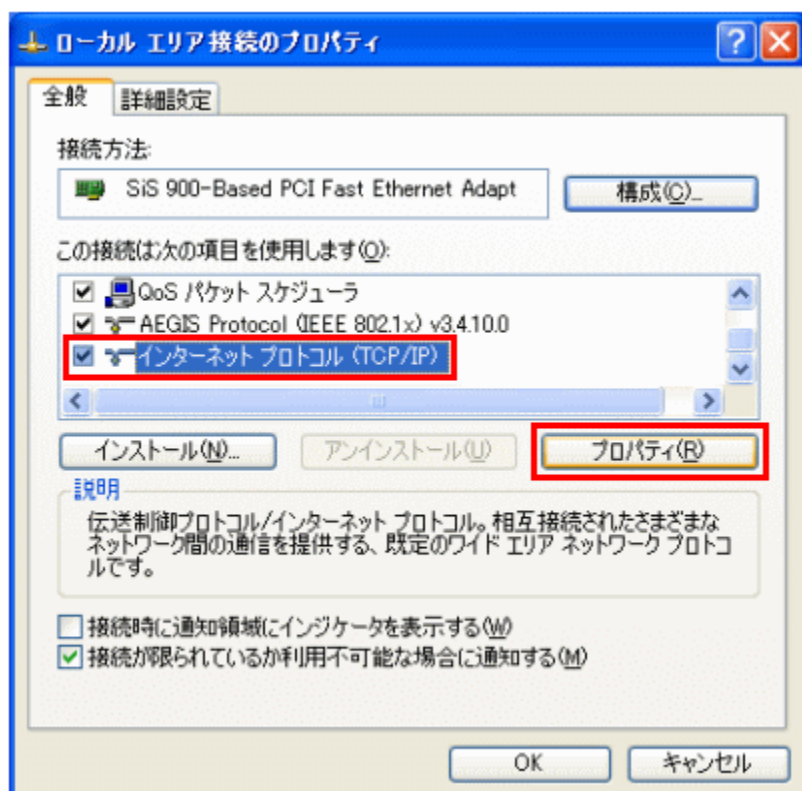 ローカル エリア接続のプロパティ
全般
詳細設定
接続方法:
SiS 900-Based PCI Fast Ethernet Adapt
構成(C)...
この接続は次の項目を使用します(O):
QoS パケット スケジューラ
AEGIS Protocol (IEEE 802.1x) v3.4.10.0
インターネット プロトコル (TCP/IP)
インストール(N)...
アンインストール(U)
プロパティ(R)
説明
伝送制御プロトコル/インターネット プロトコル。相互接続されたさまざまな
ネットワーク間の通信を提供する、既定のワイド エリア ネットワーク プロトコ
ルです。
接続時に通知領域にインジケータを表示する(W)
接続が限られているか利用不可能な場合に通知する(M)
OK
キャンセル